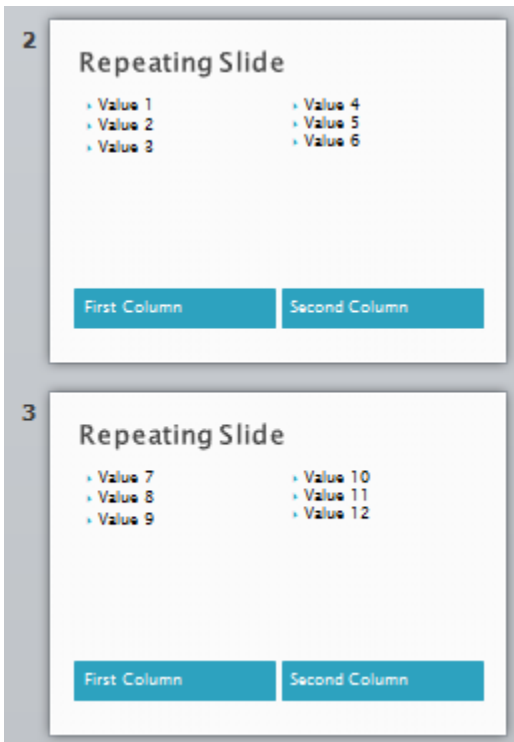 2
Repeating Slide
Value 1
Value 2
Value 3
Value 4
Value 5
Value 6
First Column
Second Column
3
Repeating Slide
Value 7
Value 8
Value 9
Value 10
Value 11
Value 12
First Column
Second Column